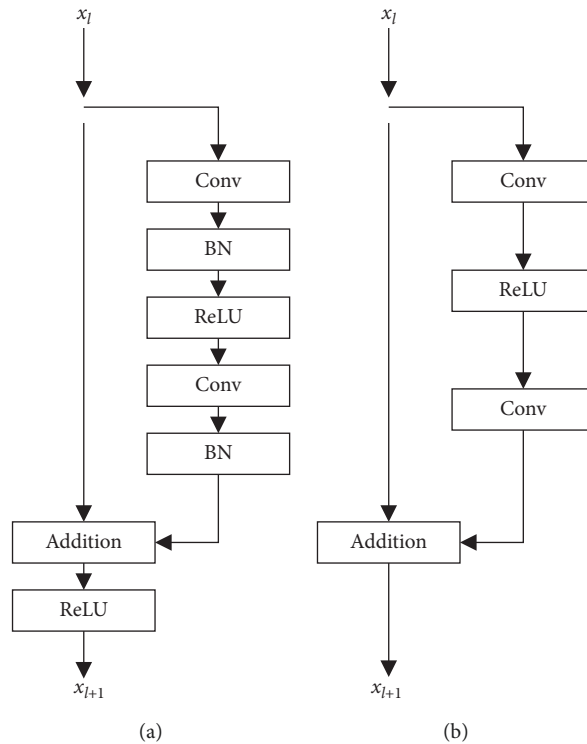 x_l
Conv
BN
ReLU
Conv
BN
Addition
ReLU
x_{l+1}
(a)
x_l
Conv
ReLU
Conv
Addition
x_{l+1}
(b)